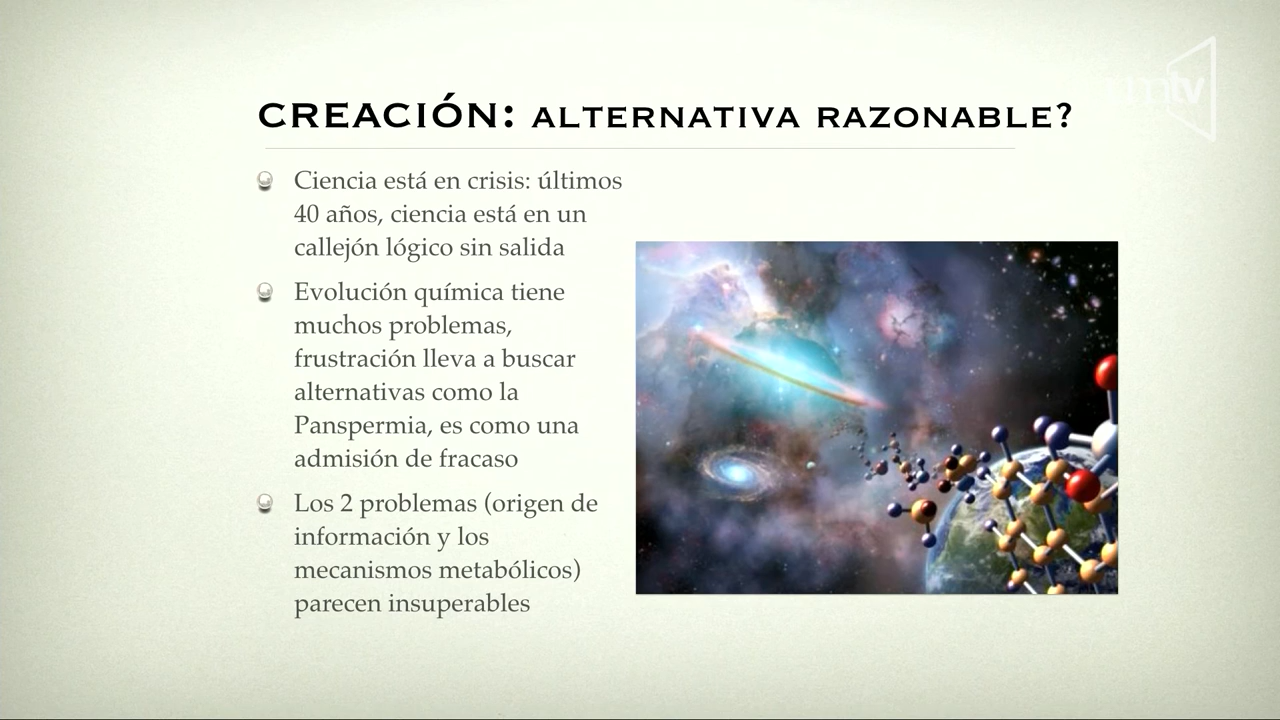 CREACIÓN: ALTERNATIVA RAZONABLE?
Ciencia está en crisis: últimos
40 años, ciencia está en un
callejón lógico sin salida
Evolución química tiene
muchos problemas,
frustración lleva a buscar
alternativas como la
Panspermia, es como una
admisión de fracaso
Los 2 problemas (origen de
información y los
mecanismos metabólicos)
parecen insuperables